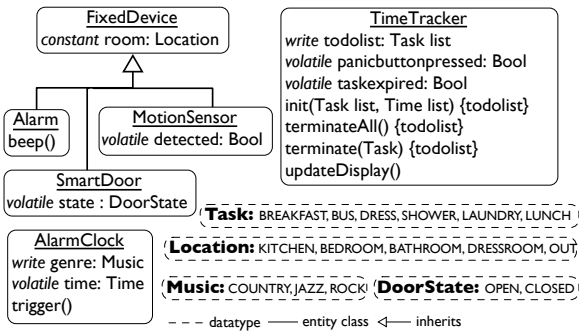 FixedDevice
constant room: Location
Alarm
beep()
MotionSensor
volatile detected: Bool
SmartDoor
volatile state : DoorState
AlarmClock
write genre: Music
volatile time: Time
trigger()
TimeTracker
write todolist: Task list
volatile panicbuttonpressed: Bool
volatile taskexpired: Bool
init(Task list, Time list) {todolist}
terminateAll() {todolist}
terminate(Task) {todolist}
updateDisplay()
Task: BREAKFAST, BUS, DRESS, SHOWER, LAUNDRY, LUNCH
Location: KITCHEN, BEDROOM, BATHROOM, DRESSROOM, OUT
Music: COUNTRY, JAZZ, ROCK
DoorState: OPEN, CLOSED
datatype entity class inherits